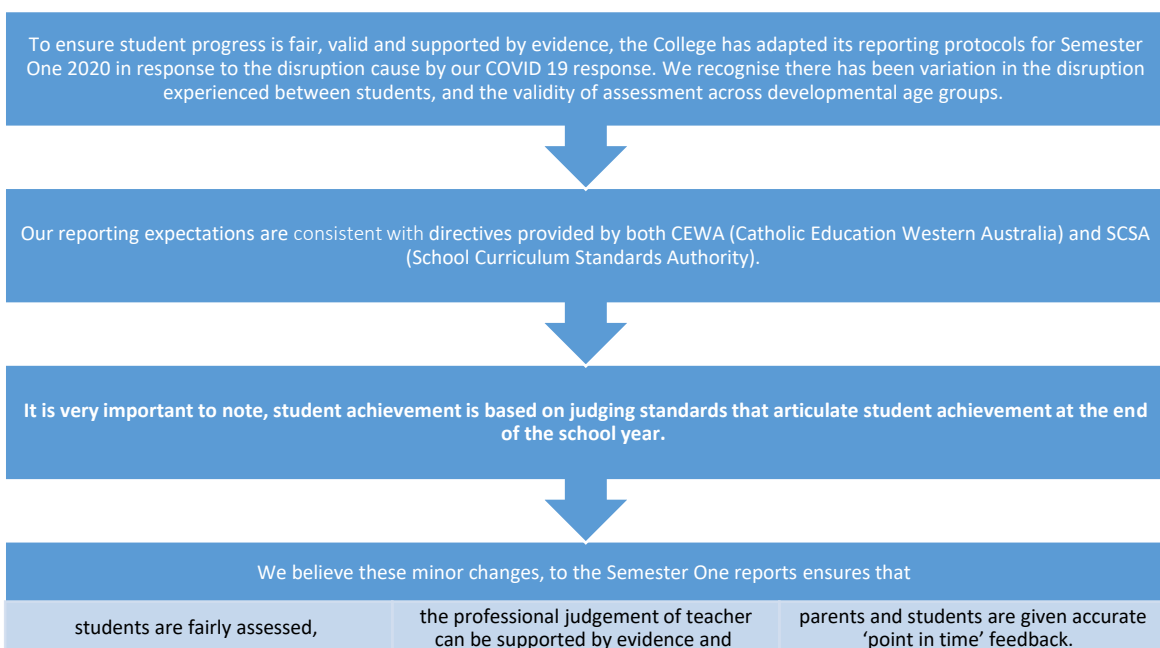 To ensure student progress is fair, valid and supported by evidence, the College has adapted its reporting protocols for Semester
One 2020 in response to the disruption cause by our COVID 19 response. We recognise there has been variation in the disruption
experienced between students, and the validity of assessment across developmental age groups.
Our reporting expectations are consistent with directives provided by both CEWA (Catholic Education Western Australia) and SCSA
(School Curriculum Standards Authority).
It is very important to note, student achievement is based on judging standards that articulate student achievement at the end
of the school year.
We believe these minor changes, to the Semester One reports ensures that
students are fairly assessed,
the professional judgement of teacher
can be supported by evidence and
parents and students are given accurate
‘point in time’ feedback.